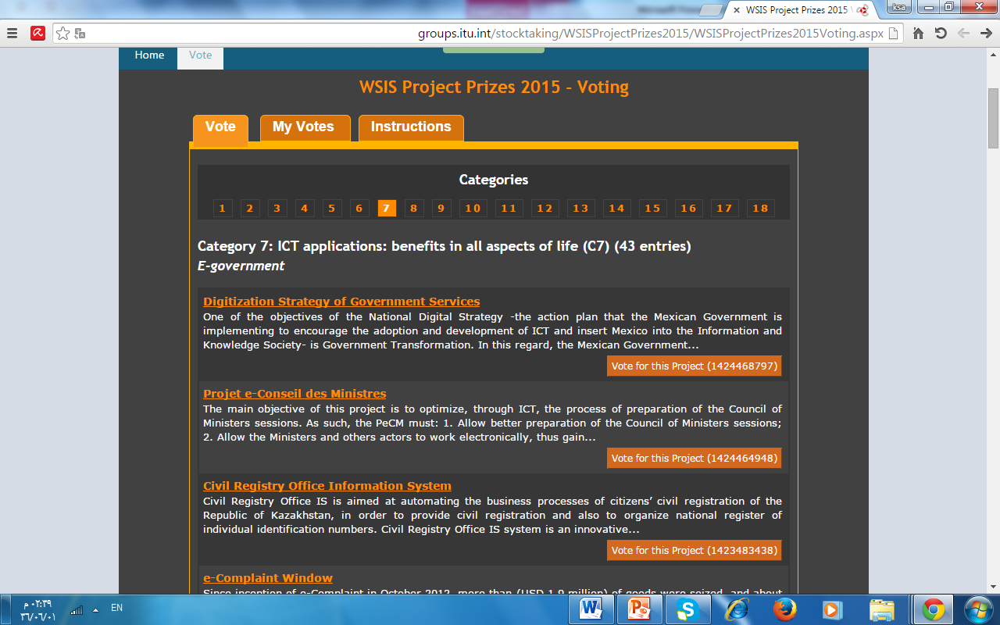 WSIS Project Prizes 2015
ksa
groups.itu.int/stocktaking/WSISProjectPrizes2015/WSISProjectPrizes2015Voting.aspx
Home Vote
WSIS Project Prizes 2015 - Voting
Vote My Votes Instructions
Categories
1 2 3 4 5 6 7 8 9 10 11 12 13 14 15 16 17 18
Category 7: ICT applications: benefits in all aspects of life (C7) (43 entries)
E-government
Digitization Strategy of Government Services
One of the objectives of the National Digital Strategy -the action plan that the Mexican Government is
implementing to encourage the adoption and development of ICT and insert Mexico into the Information and
Knowledge Society- is Government Transformation. In this regard, the Mexican Government...
Vote for this Project (1424468797)
Projet e-Conseil des Ministres
The main objective of this project is to optimize, through ICT, the process of preparation of the Council of
Ministers sessions. As such, the PeCM must: 1. Allow better preparation of the Council of Ministers sessions;
2. Allow the Ministers and others actors to work electronically, thus gain...
Vote for this Project (1424464948)
Civil Registry Office Information System
Civil Registry Office IS is aimed at automating the business processes of citizens’ civil registration of the
Republic of Kazakhstan, in order to provide civil registration and also to organize national register of
individual identification numbers. Civil Registry Office IS system is an innovative...
Vote for this Project (1423483438)
e-Complaint Window
Since inception of e-Complaint in October 2012, more than (USD 1.9 million) of goods were seized, and about
٠٢:٣٩ م
٣٦/٠٦/٠١
EN